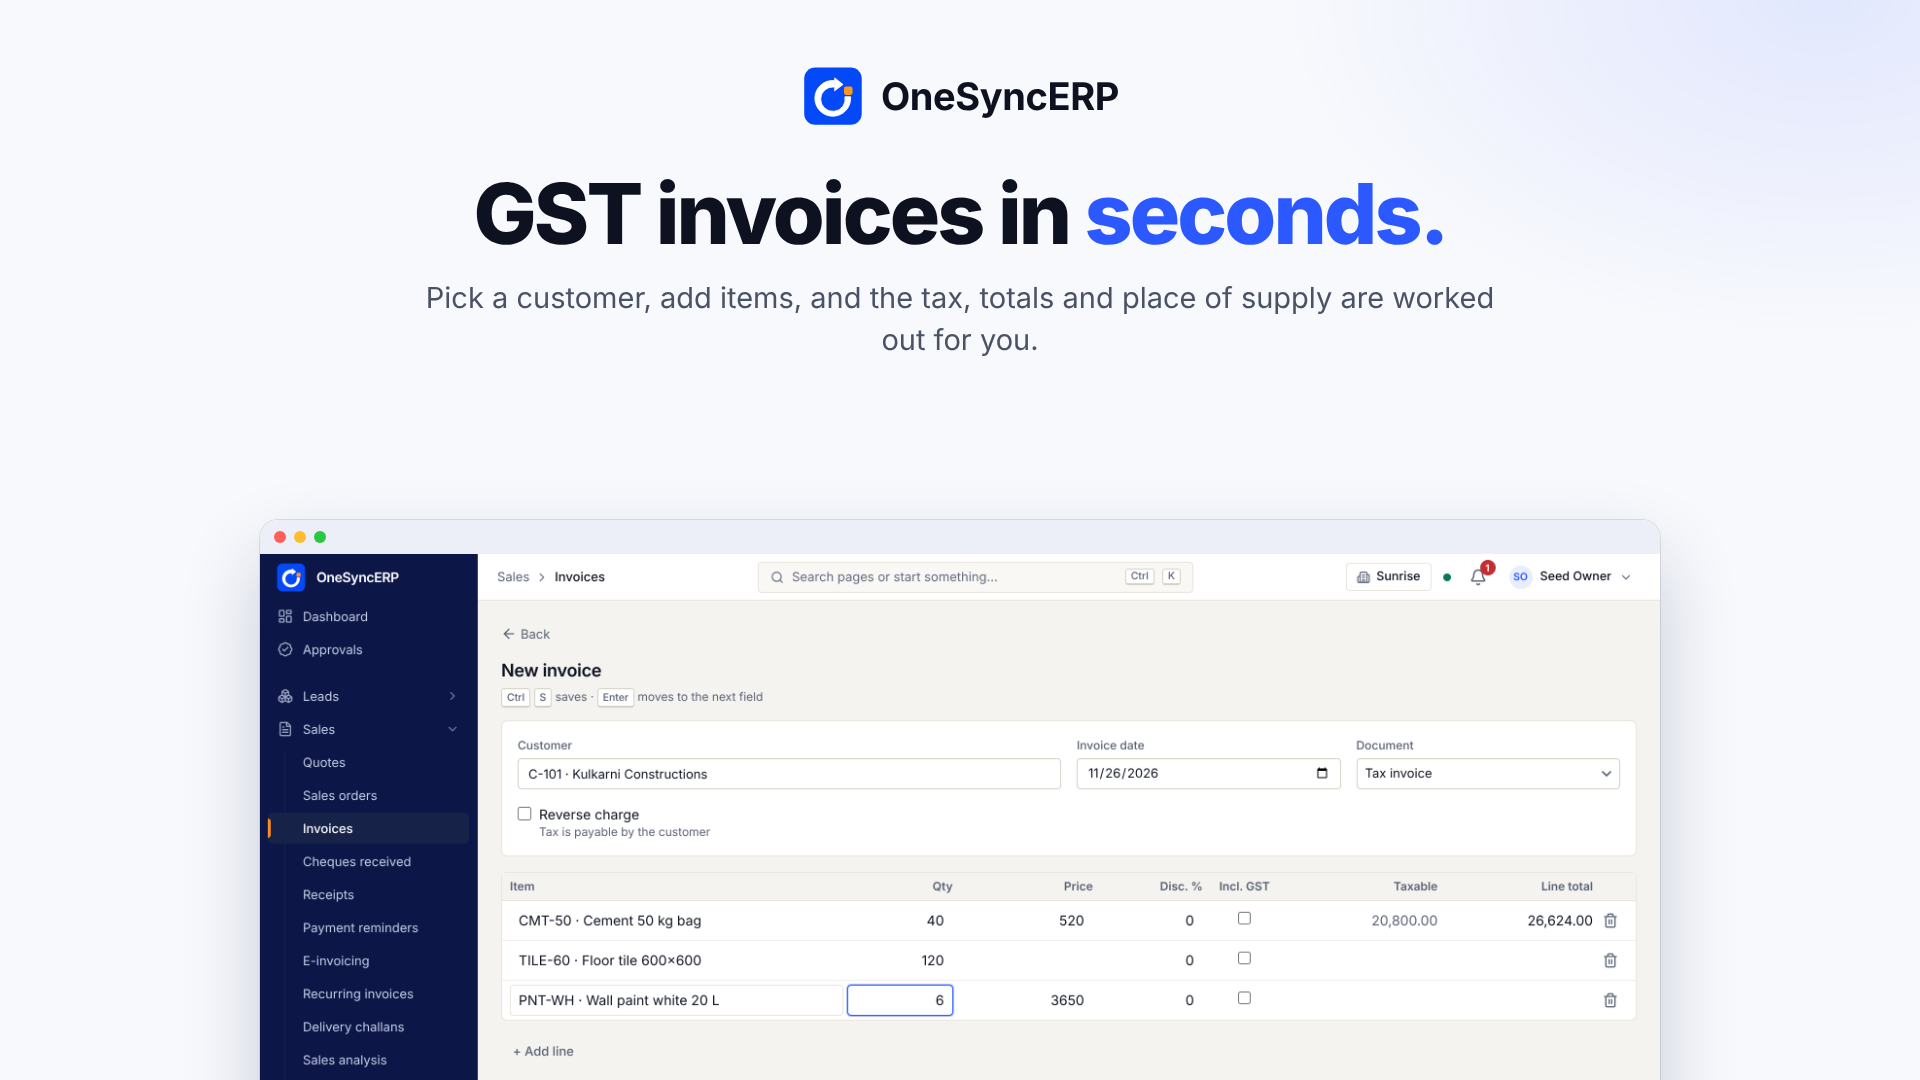 OneSyncERP
GST invoices in seconds.
Pick a customer, add items, and the tax, totals and place of supply are worked
out for you.
OneSyncERP
Sales > Invoices
Search pages or start something...
Ctrl K
Sunrise
1
SO
Seed Owner
Dashboard
Approvals
Leads
Sales
Quotes
Sales orders
Invoices
Cheques received
Receipts
Payment reminders
E-invoicing
Recurring invoices
Delivery challans
Sales analysis
← Back
New invoice
Ctrl S saves · Enter moves to the next field
Customer Invoice date Document
C-101 · Kulkarni Constructions 11/26/2026 Tax invoice
Reverse charge
Tax is payable by the customer
Item Qty Price Disc. % Incl. GST Taxable Line total
CMT-50 · Cement 50 kg bag 40 520 0 20,800.00 26,624.00
TILE-60 · Floor tile 600×600 120 0
PNT-WH · Wall paint white 20 L 6 3650 0
+ Add line